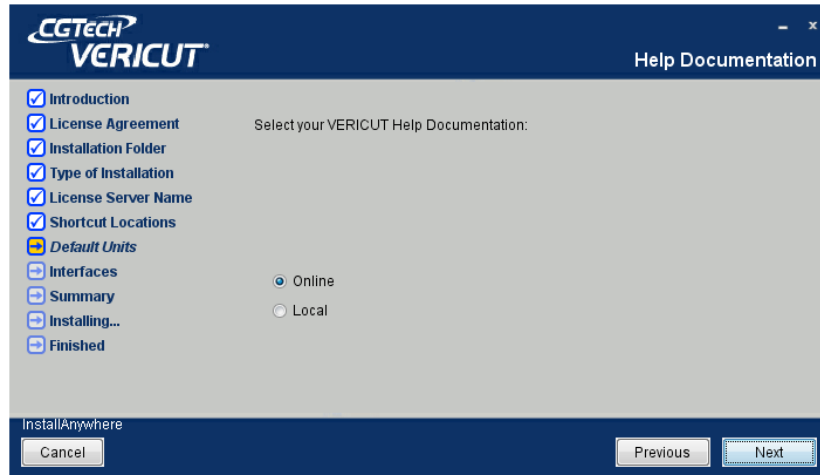 CGTECH
VERICUT
Help Documentation
Introduction
License Agreement
Select your VERICUT Help Documentation:
Installation Folder
Type of Installation
License Server Name
Shortcut Locations
Default Units
Interfaces
Online
Summary
Local
Installing...
Finished
InstallAnywhere
Cancel
Previous
Next